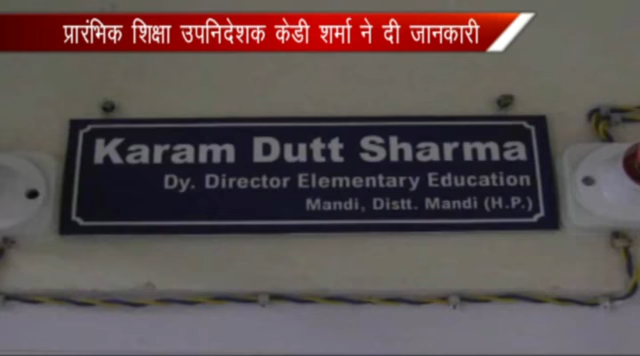 प्रारंभिक शिक्षा उपनिदेशक केडी शर्मा ने दी जानकारी
Karam Dutt Sharma
Dy. Director Elementary Education
Mandi, Distt. Mandi (H.P.)